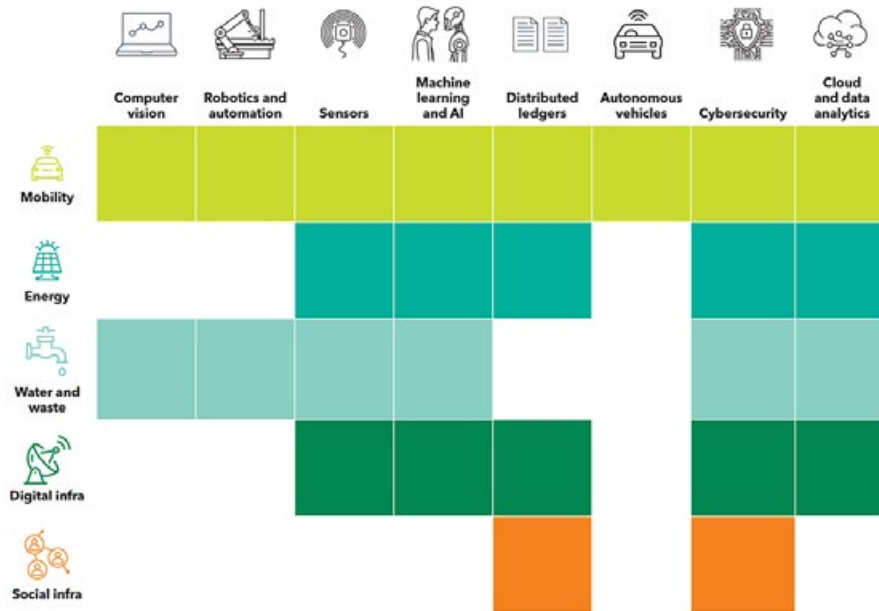 Computer
vision
Robotics and
automation
Sensors
Machine
learning
and AI
Distributed
ledgers
Autonomous
vehicles
Cybersecurity
Cloud
and data
analytics
Mobility
Energy
Water and
waste
Digital infra
Social infra